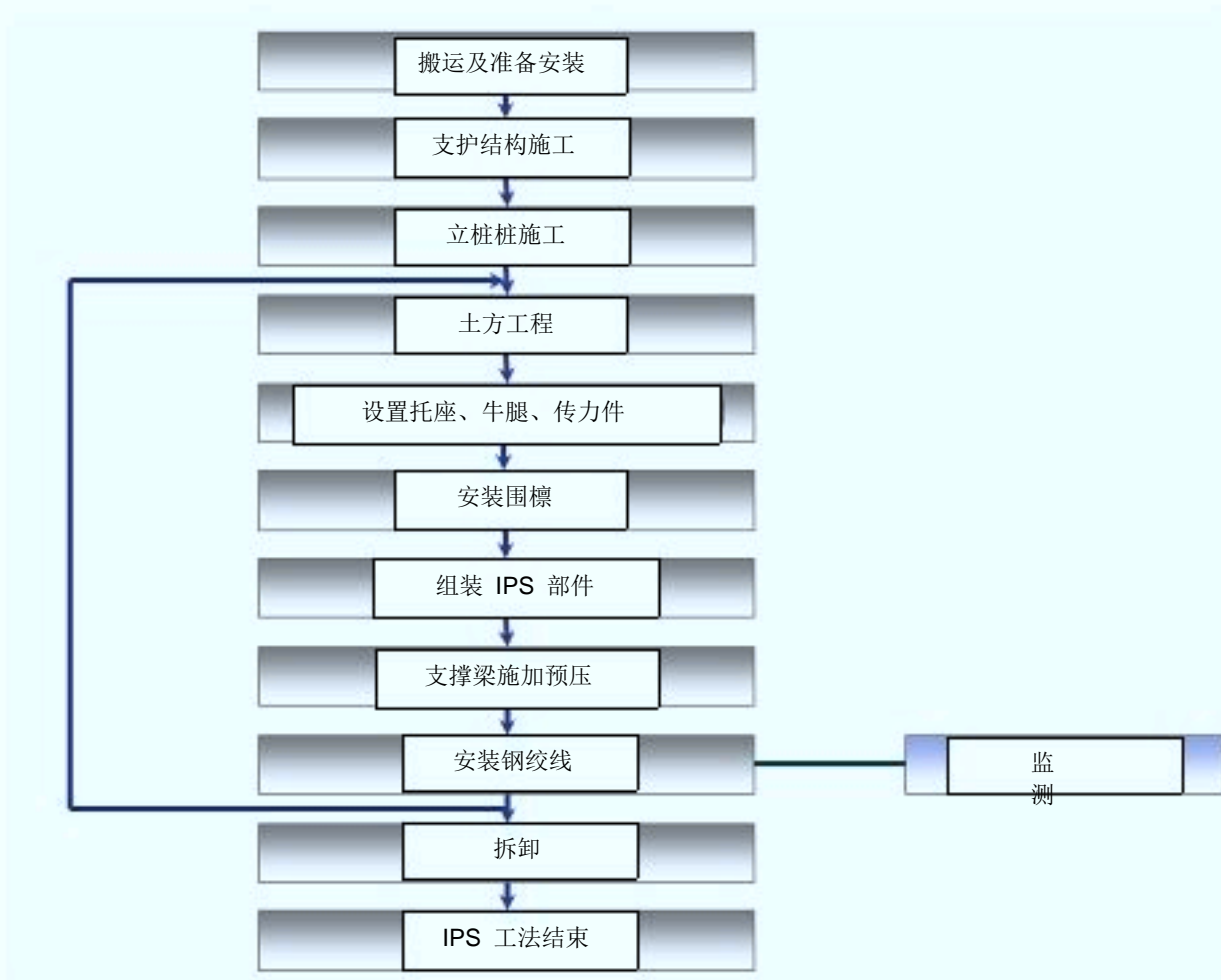 搬运及准备安装
支护结构施工
立桩桩施工
土方工程
设置托座、牛腿、传力件
安装围檩
组装 IPS 部件
支撑梁施加预压
安装钢绞线
监
测
拆卸
IPS 工法结束